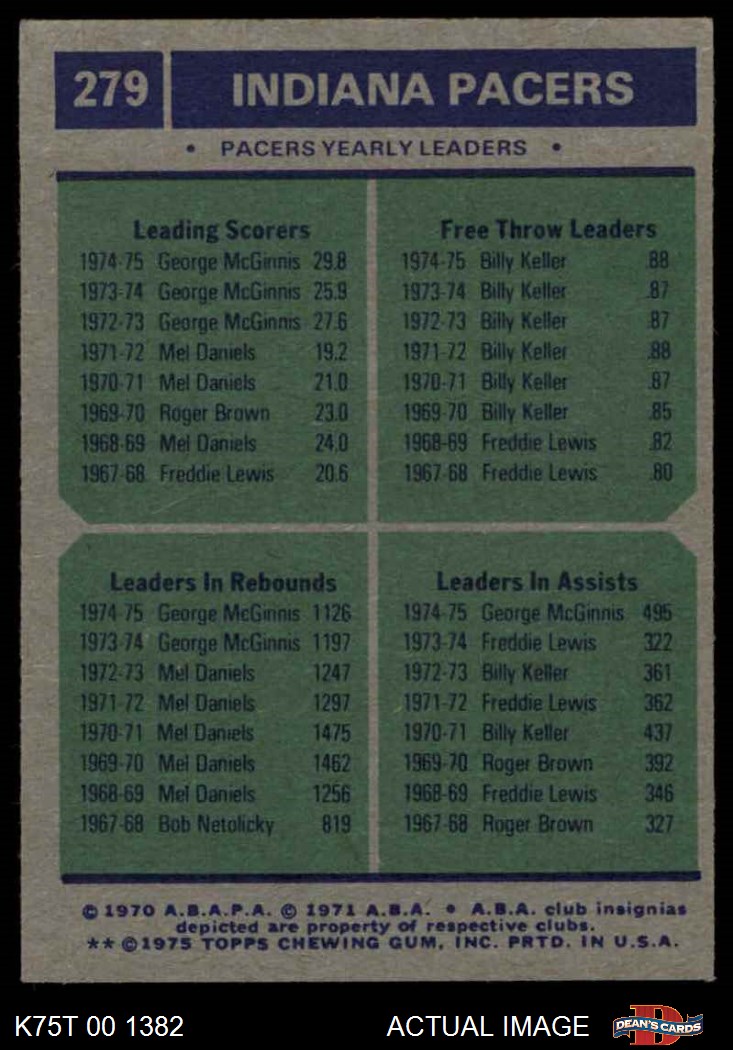 279 INDIANA PACERS
• PACERS YEARLY LEADERS •
Leading Scorers
1974-75 George McGinnis 29.8
1973-74 George McGinnis 25.9
1972-73 George McGinnis 27.6
1971-72 Mel Daniels 19.2
1970-71 Mel Daniels 21.0
1969-70 Roger Brown 23.0
1968-69 Mel Daniels 24.0
1967-68 Freddie Lewis 20.6
Free Throw Leaders
1974-75 Billy Keller .88
1973-74 Billy Keller .87
1972-73 Billy Keller .87
1971-72 Billy Keller .88
1970-71 Billy Keller .87
1969-70 Billy Keller .85
1968-69 Freddie Lewis .82
1967-68 Freddie Lewis .80
Leaders In Rebounds
1974-75 George McGinnis 1126
1973-74 George McGinnis 1197
1972-73 Mel Daniels 1247
1971-72 Mel Daniels 1297
1970-71 Mel Daniels 1475
1969-70 Mel Daniels 1462
1968-69 Mel Daniels 1256
1967-68 Bob Netolicky 819
Leaders In Assists
1974-75 George McGinnis 495
1973-74 Freddie Lewis 322
1972-73 Billy Keller 361
1971-72 Freddie Lewis 362
1970-71 Billy Keller 437
1969-70 Roger Brown 392
1968-69 Freddie Lewis 346
1967-68 Roger Brown 327
© 1970 A.B.A.P.A. © 1971 A.B.A. • A.B.A. club insignias
depicted are property of respective clubs.
** © 1975 TOPPS CHEWING GUM, INC. PRTD. IN U.S.A.
K75T 00 1382 ACTUAL IMAGE D DEAN'S CARDS